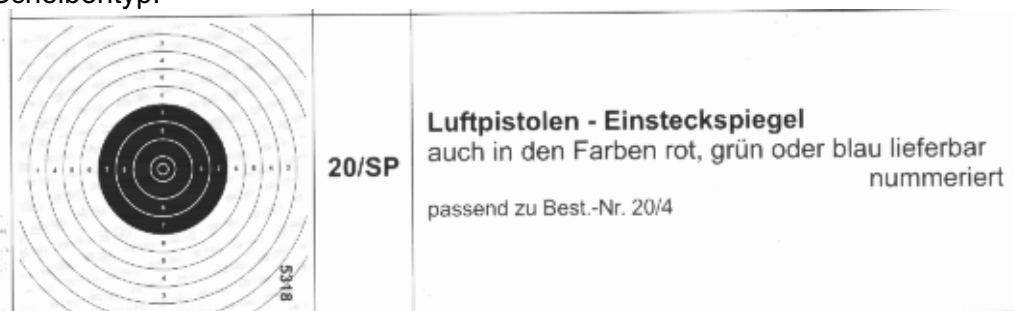 Scheibentyp:
20/SP
Luftpistolen - Einsteckspiegel
auch in den Farben rot, grün oder blau lieferbar
nummeriert
passend zu Best.-Nr. 20/4
5318